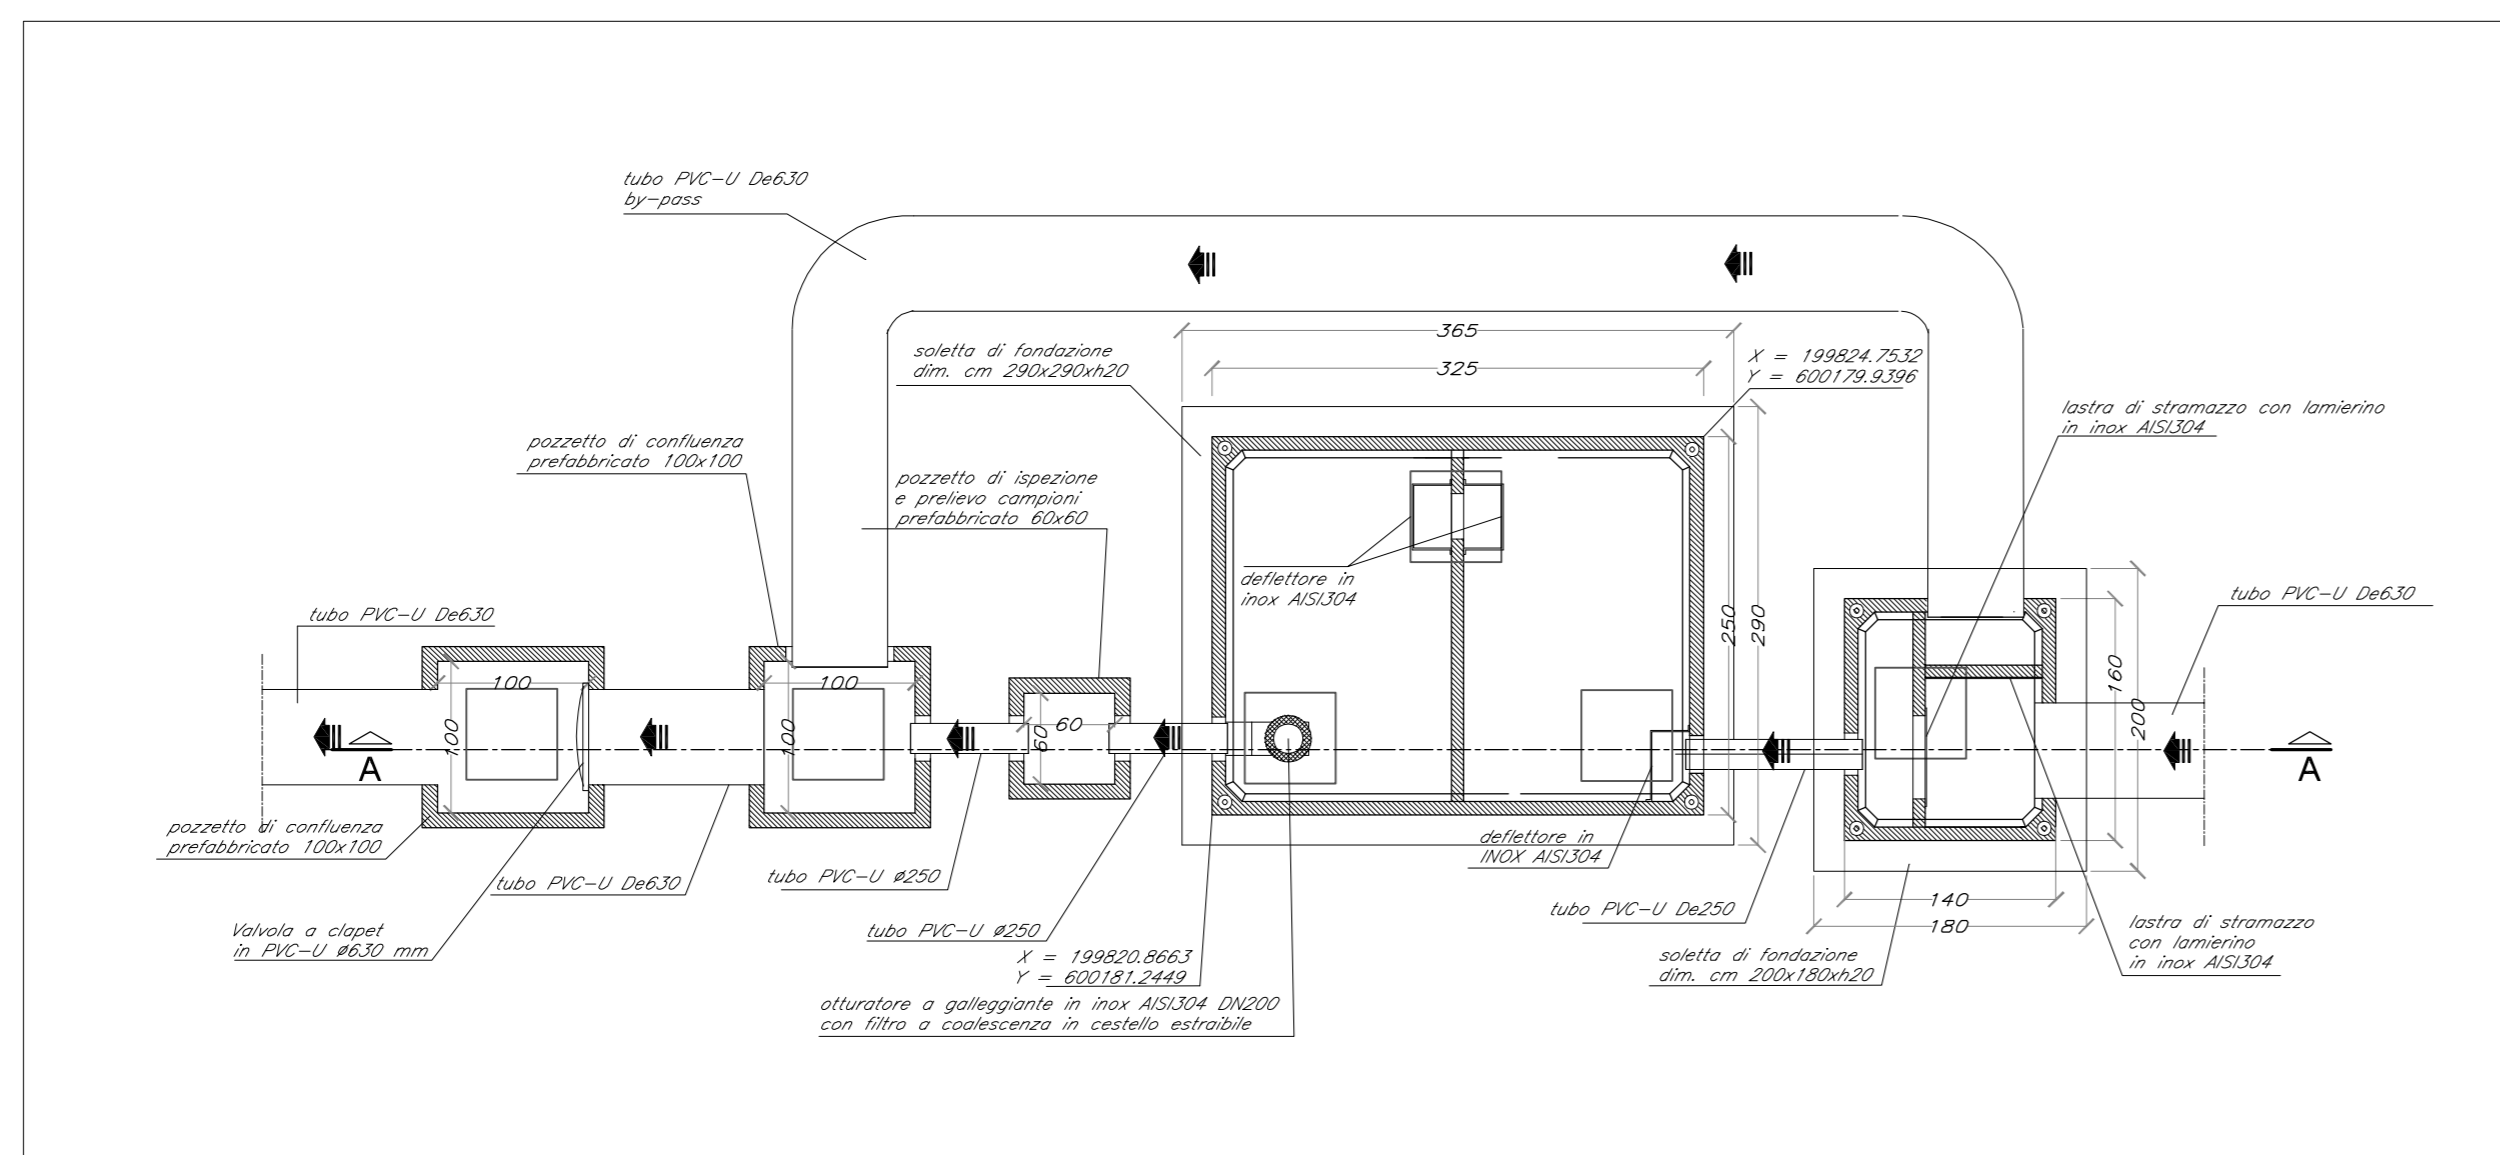 tubo PVC-U De630
by-pass
365
soletta di fondazione
dim. cm 290x290xh20
325
X = 199824.7532
Y = 600179.9396
lastra di stramazzo con lamierino
in inox AISI304
pozzetto di confluenza
prefabbricato 100x100
pozzetto di ispezione
e prelievo campioni
prefabbricato 60x60
deflettore in
inox AISI304
tubo PVC-U De630
tubo PVC-U De630
250
290
160
200
100
100
100
100
60
60
A
A
pozzetto di confluenza
prefabbricato 100x100
deflettore in
INOX AISI304
tubo PVC-U De630
tubo PVC-U ø250
tubo PVC-U De250
140
180
Valvola a clapet
in PVC-U ø630 mm
tubo PVC-U ø250
lastra di stramazzo
con lamierino
in inox AISI304
X = 199820.8663
Y = 600181.2449
soletta di fondazione
dim. cm 200x180xh20
otturatore a galleggiante in inox AISI304 DN200
con filtro a coalescenza in cestello estraibile